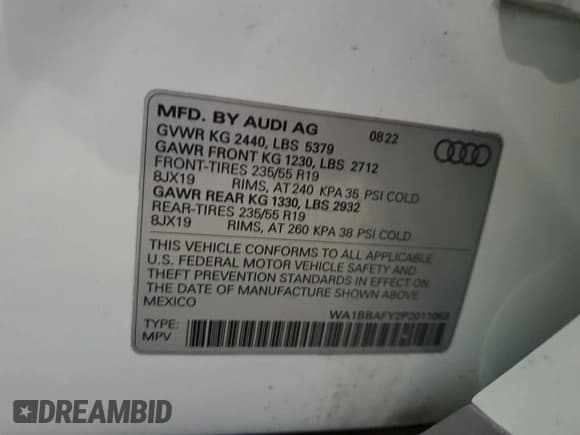 MFD. BY AUDI AG 0822
GVWR KG 2440, LBS 5379
GAWR FRONT KG 1230, LBS 2712
FRONT-TIRES 235/55 R19
8JX19 RIMS, AT 240 KPA 35 PSI COLD
GAWR REAR KG 1330, LBS 2932
REAR-TIRES 235/55 R19
8JX19 RIMS, AT 260 KPA 38 PSI COLD
THIS VEHICLE CONFORMS TO ALL APPLICABLE
U.S. FEDERAL MOTOR VEHICLE SAFETY AND
THEFT PREVENTION STANDARDS IN EFFECT ON
THE DATE OF MANUFACTURE SHOWN ABOVE.
MEXICO
TYPE:
MPV
DREAMBID